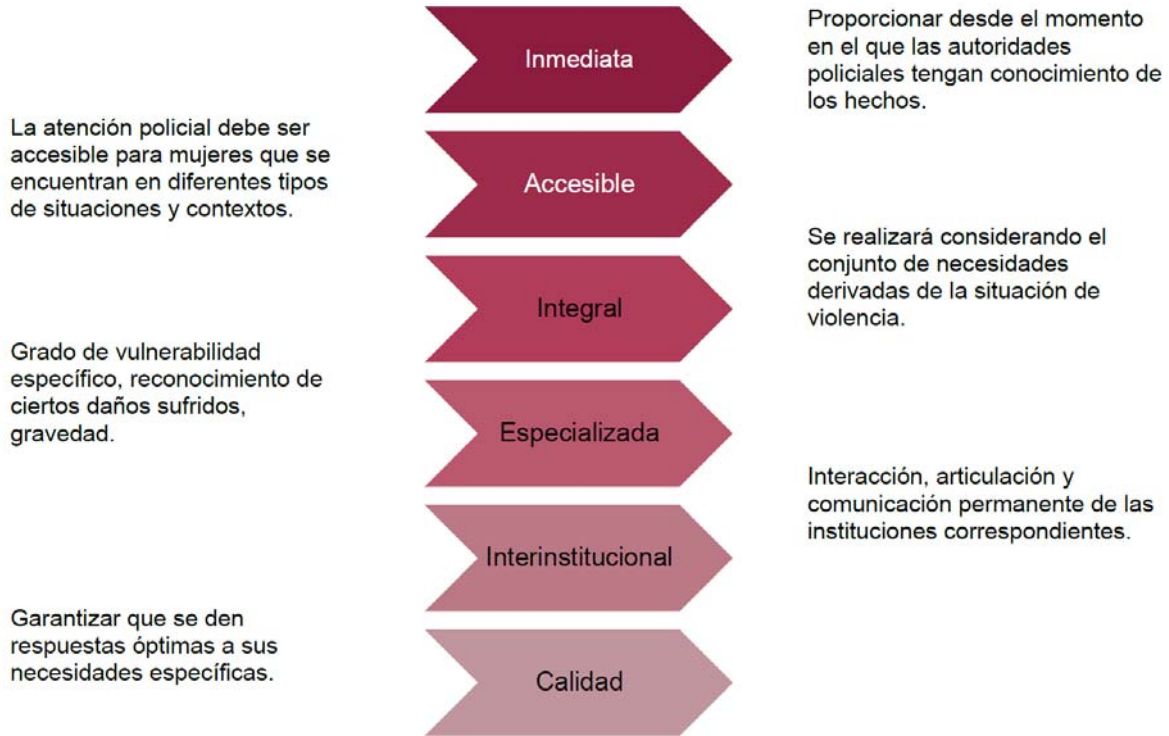 Inmediata
Proporcionar desde el momento
en el que las autoridades
policiales tengan conocimiento de
los hechos.
La atención policial debe ser
accesible para mujeres que se
encuentran en diferentes tipos
de situaciones y contextos.
Accesible
Integral
Se realizará considerando el
conjunto de necesidades
derivadas de la situación de
violencia.
Grado de vulnerabilidad
específico, reconocimiento de
ciertos daños sufridos,
gravedad.
Especializada
Interinstitucional
Interacción, articulación y
comunicación permanente de las
instituciones correspondientes.
Garantizar que se den
respuestas óptimas a sus
necesidades específicas.
Calidad